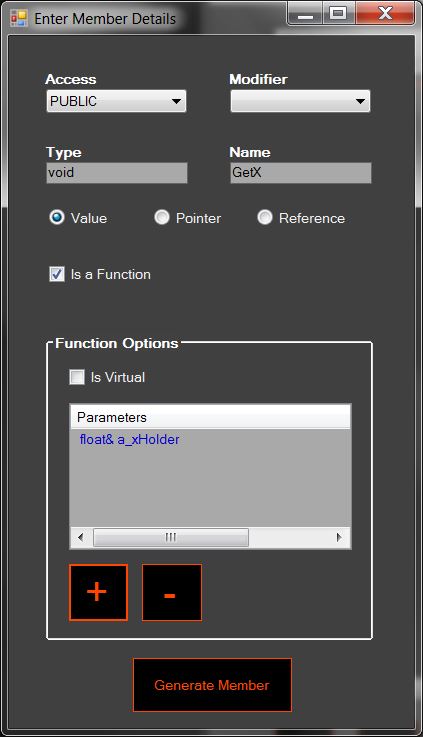 Enter Member Details
Access Modifier
PUBLIC
Type Name
void GetX
Value Pointer Reference
Is a Function
Function Options
Is Virtual
Parameters
float& a_xHolder
+ -
Generate Member